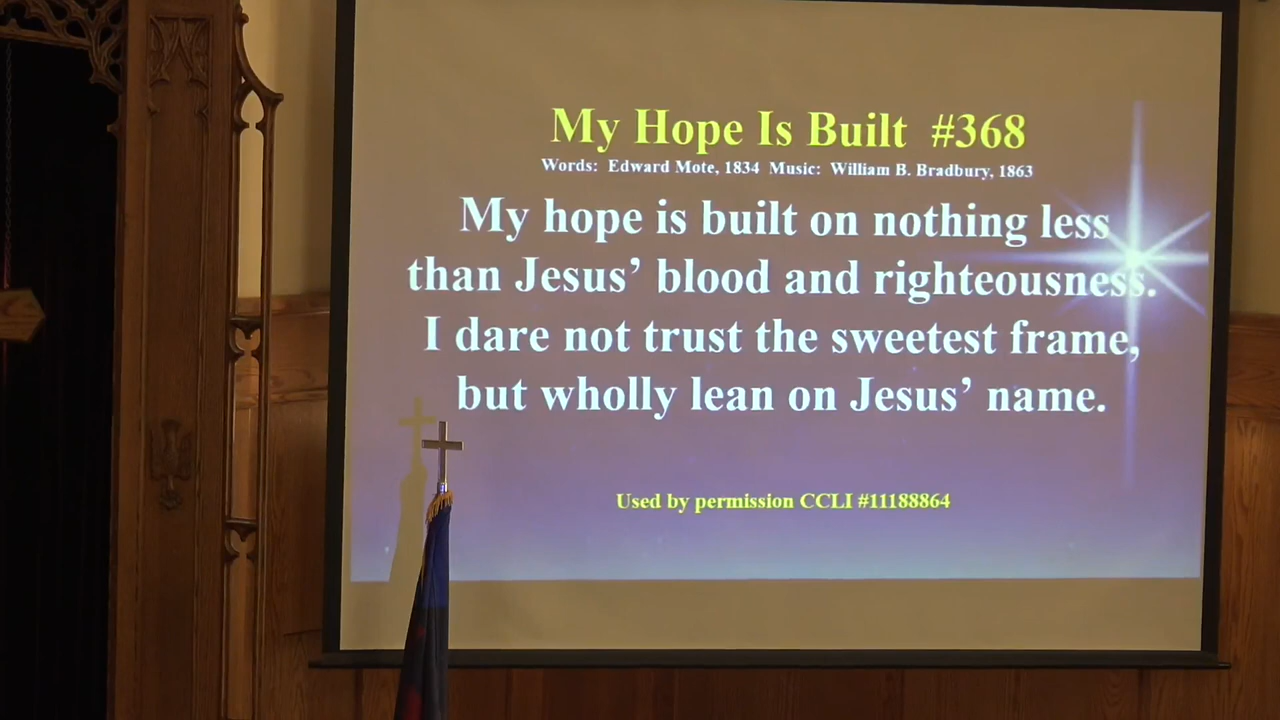 My Hope Is Built #368
Words: Edward Mote, 1834 Music: William B. Bradbury, 1863
My hope is built on nothing less
than Jesus’ blood and righteousness.
I dare not trust the sweetest frame,
but wholly lean on Jesus’ name.
Used by permission CCLI #11188864